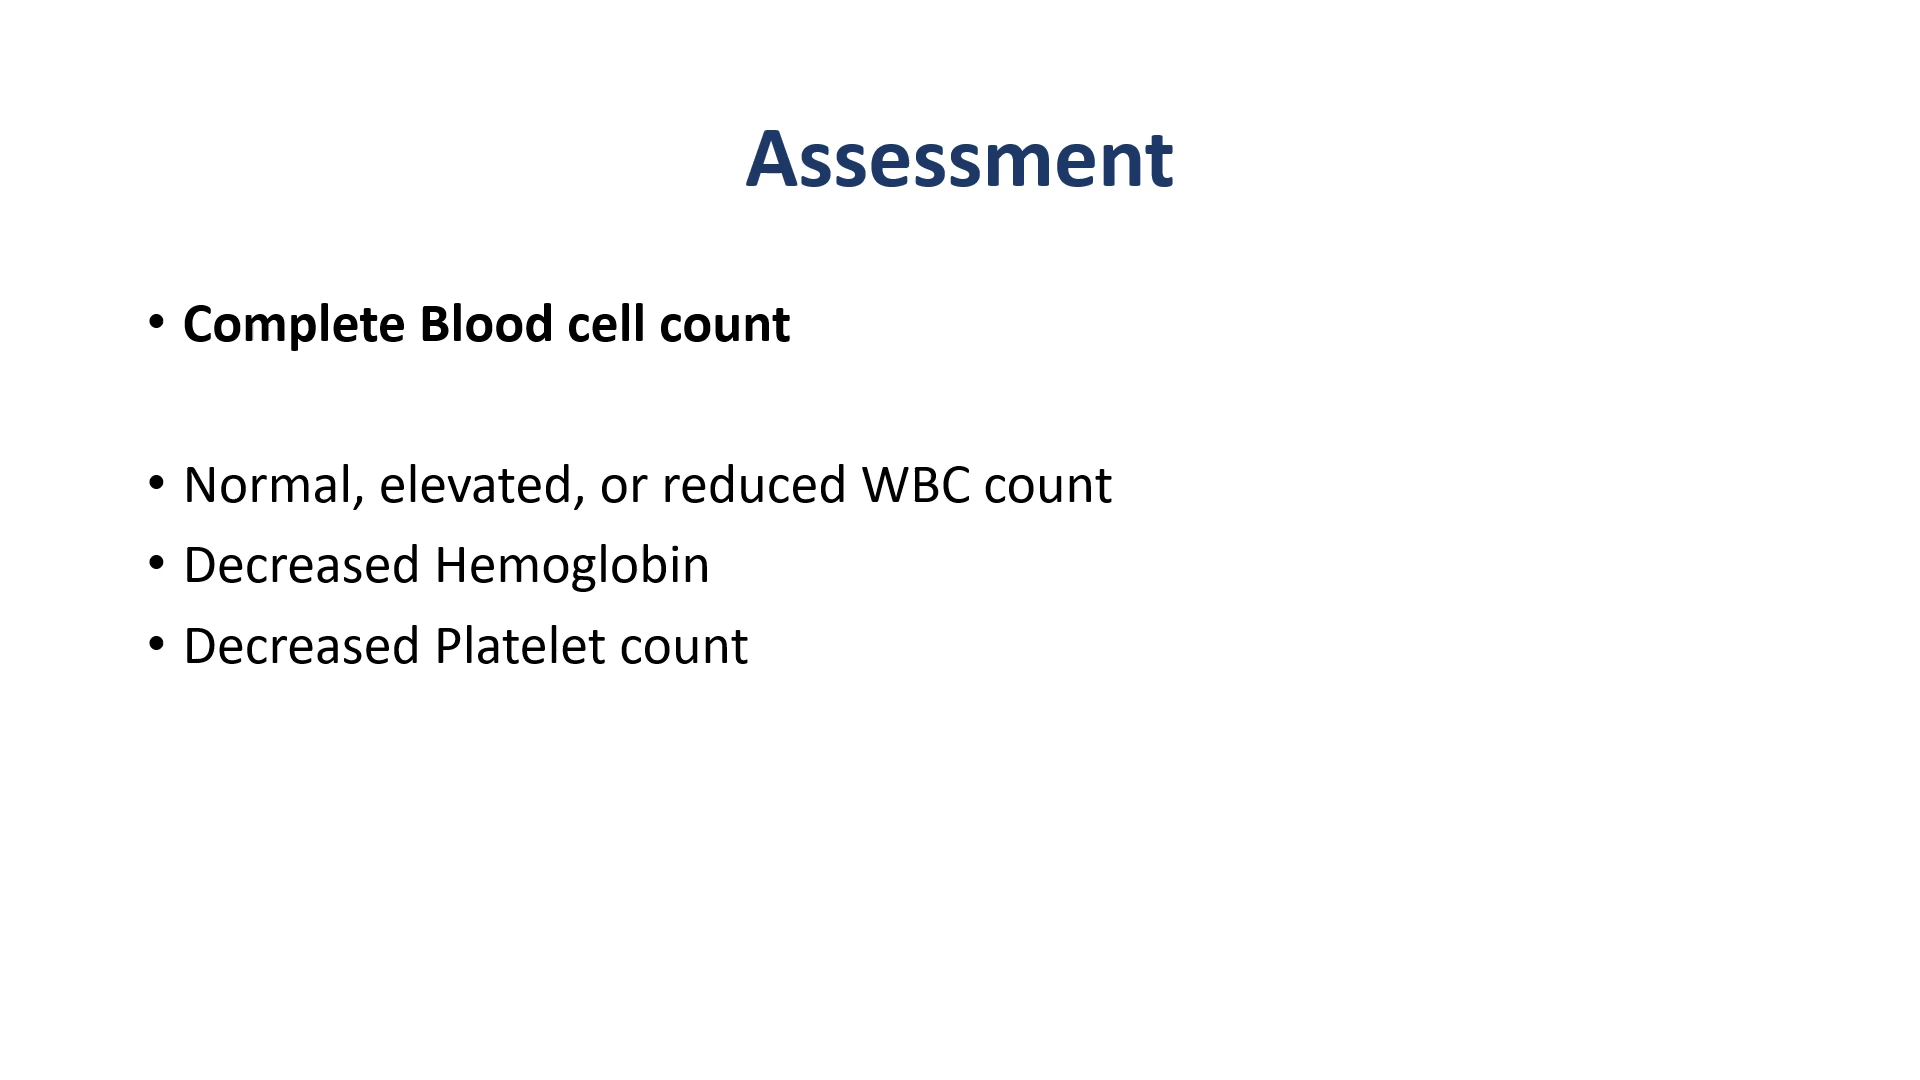 Assessment
• Complete Blood cell count
• Normal, elevated, or reduced WBC count
• Decreased Hemoglobin
• Decreased Platelet count